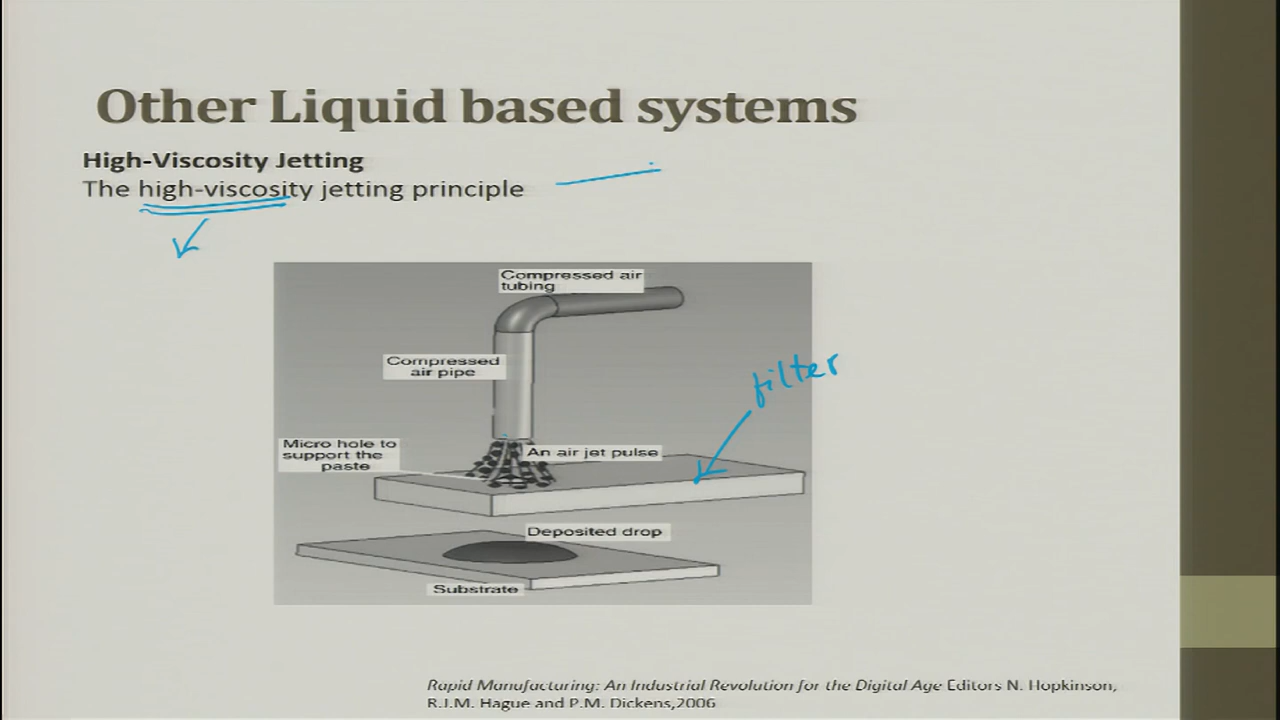 Other Liquid based systems
High-Viscosity Jetting
The high-viscosity jetting principle
Compressed air
tubing
Compressed
air pipe
filter
Micro hole to
support the
paste
An air jet pulse
Deposited drop
Substrate
Rapid Manufacturing: An Industrial Revolution for the Digital Age Editors N. Hopkinson,
R.J.M. Hague and P.M. Dickens,2006